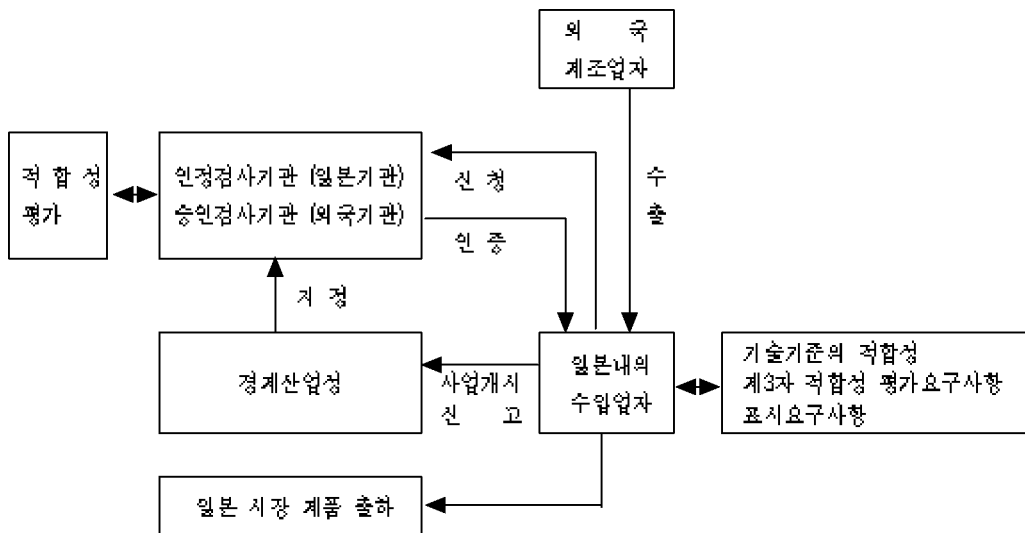 외 국
제조업자
적 합 성
평가
인정검사기관 (일본기관)
승인검사기관 (외국기관)
신 청
인 증
수
출
지 정
경제산업성
사업개시
신 고
일본내의
수입업자
기술기준의 적합성
제3자 적합성 평가요구사항
표시요구사항
일본 시장 제품 출하